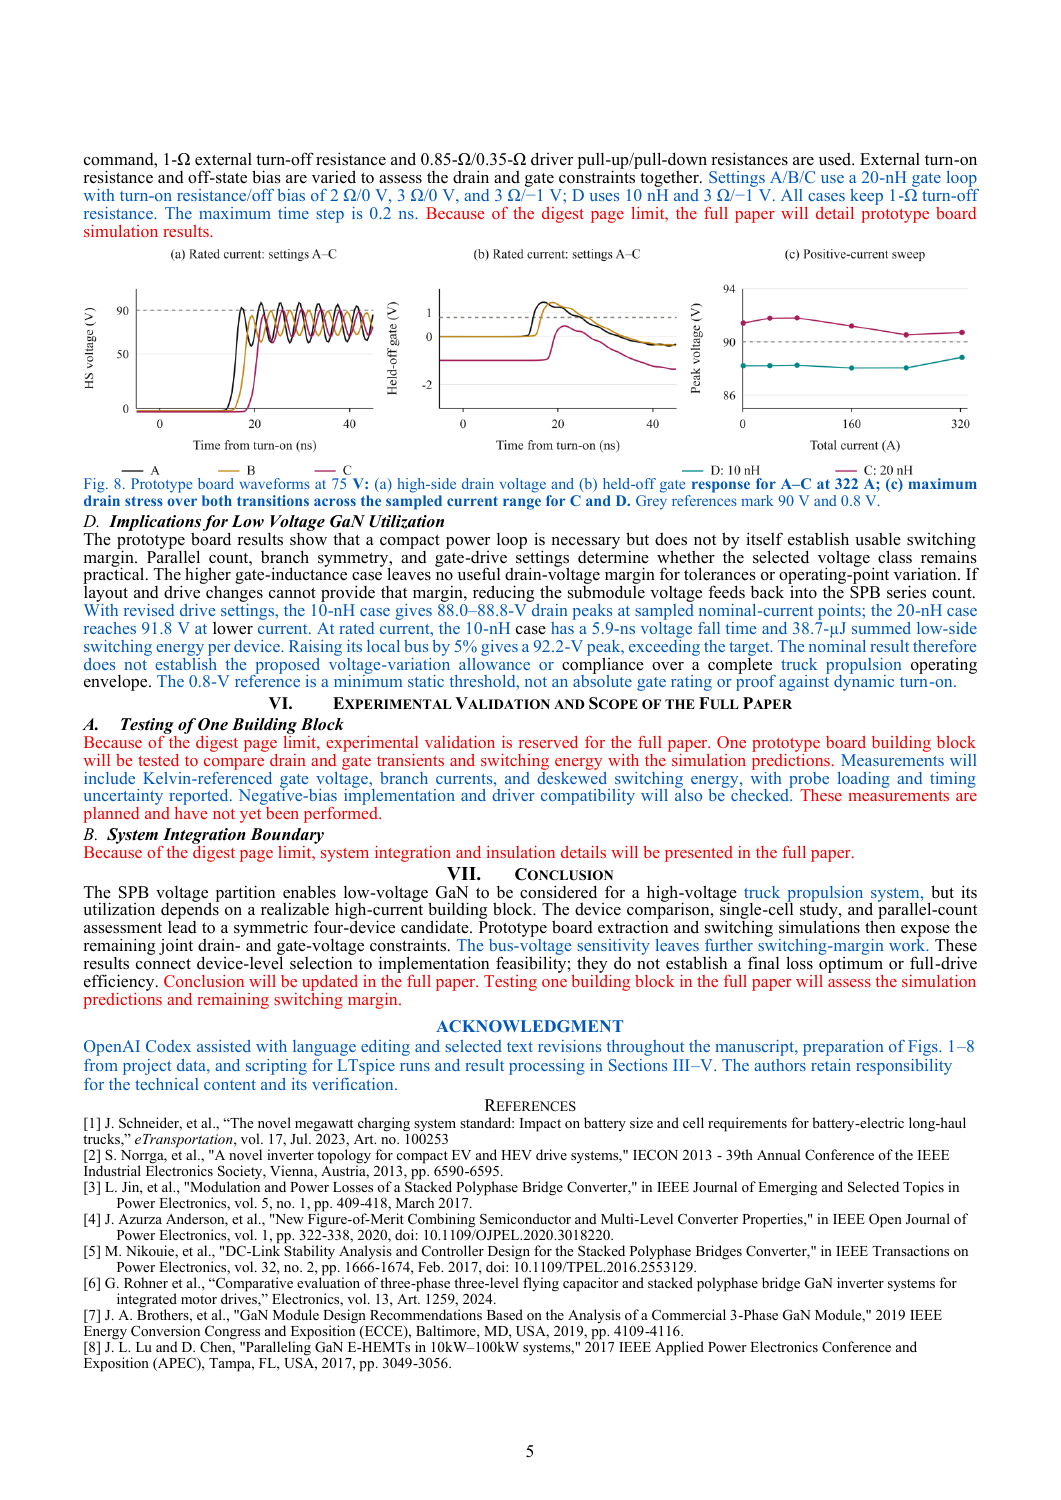 command, 1-Ω external turn-off resistance and 0.85-Ω/0.35-Ω driver pull-up/pull-down resistances are used. External turn-on
resistance and off-state bias are varied to assess the drain and gate constraints together. Settings A/B/C use a 20-nH gate loop
with turn-on resistance/off bias of 2 Ω/0 V, 3 Ω/0 V, and 3 Ω/−1 V; D uses 10 nH and 3 Ω/−1 V. All cases keep 1-Ω turn-off
resistance. The maximum time step is 0.2 ns. Because of the digest page limit, the full paper will detail prototype board
simulation results.
(a) Rated current: settings A–C
HS voltage (V)
90
50
0
0 20 40
Time from turn-on (ns)
(b) Rated current: settings A–C
Held-off gate (V)
1
0
-2
0 20 40
Time from turn-on (ns)
(c) Positive-current sweep
Peak voltage (V)
94
90
86
0 160 320
Total current (A)
A B C D: 10 nH C: 20 nH
Fig. 8. Prototype board waveforms at 75 V: (a) high-side drain voltage and (b) held-off gate response for A–C at 322 A; (c) maximum
drain stress over both transitions across the sampled current range for C and D. Grey references mark 90 V and 0.8 V.
D. Implications for Low Voltage GaN Utilization
The prototype board results show that a compact power loop is necessary but does not by itself establish usable switching
margin. Parallel count, branch symmetry, and gate-drive settings determine whether the selected voltage class remains
practical. The higher gate-inductance case leaves no useful drain-voltage margin for tolerances or operating-point variation. If
layout and drive changes cannot provide that margin, reducing the submodule voltage feeds back into the SPB series count.
With revised drive settings, the 10-nH case gives 88.0–88.8-V drain peaks at sampled nominal-current points; the 20-nH case
reaches 91.8 V at lower current. At rated current, the 10-nH case has a 5.9-ns voltage fall time and 38.7-μJ summed low-side
switching energy per device. Raising its local bus by 5% gives a 92.2-V peak, exceeding the target. The nominal result therefore
does not establish the proposed voltage-variation allowance or compliance over a complete truck propulsion operating
envelope. The 0.8-V reference is a minimum static threshold, not an absolute gate rating or proof against dynamic turn-on.
VI. EXPERIMENTAL VALIDATION AND SCOPE OF THE FULL PAPER
A. Testing of One Building Block
Because of the digest page limit, experimental validation is reserved for the full paper. One prototype board building block
will be tested to compare drain and gate transients and switching energy with the simulation predictions. Measurements will
include Kelvin-referenced gate voltage, branch currents, and deskewed switching energy, with probe loading and timing
uncertainty reported. Negative-bias implementation and driver compatibility will also be checked. These measurements are
planned and have not yet been performed.
B. System Integration Boundary
Because of the digest page limit, system integration and insulation details will be presented in the full paper.
VII. CONCLUSION
The SPB voltage partition enables low-voltage GaN to be considered for a high-voltage truck propulsion system, but its
utilization depends on a realizable high-current building block. The device comparison, single-cell study, and parallel-count
assessment lead to a symmetric four-device candidate. Prototype board extraction and switching simulations then expose the
remaining joint drain- and gate-voltage constraints. The bus-voltage sensitivity leaves further switching-margin work. These
results connect device-level selection to implementation feasibility; they do not establish a final loss optimum or full-drive
efficiency. Conclusion will be updated in the full paper. Testing one building block in the full paper will assess the simulation
predictions and remaining switching margin.
ACKNOWLEDGMENT
OpenAI Codex assisted with language editing and selected text revisions throughout the manuscript, preparation of Figs. 1–8
from project data, and scripting for LTspice runs and result processing in Sections III–V. The authors retain responsibility
for the technical content and its verification.
REFERENCES
[1] J. Schneider, et al., “The novel megawatt charging system standard: Impact on battery size and cell requirements for battery-electric long-haul
trucks,” eTransportation, vol. 17, Jul. 2023, Art. no. 100253
[2] S. Norrga, et al., "A novel inverter topology for compact EV and HEV drive systems," IECON 2013 - 39th Annual Conference of the IEEE
Industrial Electronics Society, Vienna, Austria, 2013, pp. 6590-6595.
[3] L. Jin, et al., "Modulation and Power Losses of a Stacked Polyphase Bridge Converter," in IEEE Journal of Emerging and Selected Topics in
Power Electronics, vol. 5, no. 1, pp. 409-418, March 2017.
[4] J. Azurza Anderson, et al., "New Figure-of-Merit Combining Semiconductor and Multi-Level Converter Properties," in IEEE Open Journal of
Power Electronics, vol. 1, pp. 322-338, 2020, doi: 10.1109/OJPEL.2020.3018220.
[5] M. Nikouie, et al., "DC-Link Stability Analysis and Controller Design for the Stacked Polyphase Bridges Converter," in IEEE Transactions on
Power Electronics, vol. 32, no. 2, pp. 1666-1674, Feb. 2017, doi: 10.1109/TPEL.2016.2553129.
[6] G. Rohner et al., “Comparative evaluation of three-phase three-level flying capacitor and stacked polyphase bridge GaN inverter systems for
integrated motor drives,” Electronics, vol. 13, Art. 1259, 2024.
[7] J. A. Brothers, et al., "GaN Module Design Recommendations Based on the Analysis of a Commercial 3-Phase GaN Module," 2019 IEEE
Energy Conversion Congress and Exposition (ECCE), Baltimore, MD, USA, 2019, pp. 4109-4116.
[8] J. L. Lu and D. Chen, "Paralleling GaN E-HEMTs in 10kW–100kW systems," 2017 IEEE Applied Power Electronics Conference and
Exposition (APEC), Tampa, FL, USA, 2017, pp. 3049-3056.
5